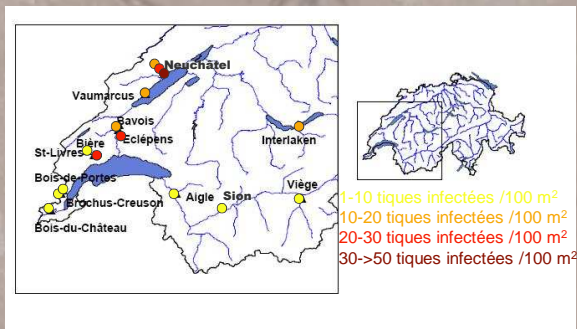 Neuchâtel
Vaumarcus
Bavois
Eclépens
Bière
St-Livres
Interlaken
Bois-de-Portes
Bruchus-Creuson
Bois-du-Château
Aigle
Sion
Viège
1-10 tiques infectées /100 m²
10-20 tiques infectées /100 m²
20-30 tiques infectées /100 m²
30->50 tiques infectées /100 m²